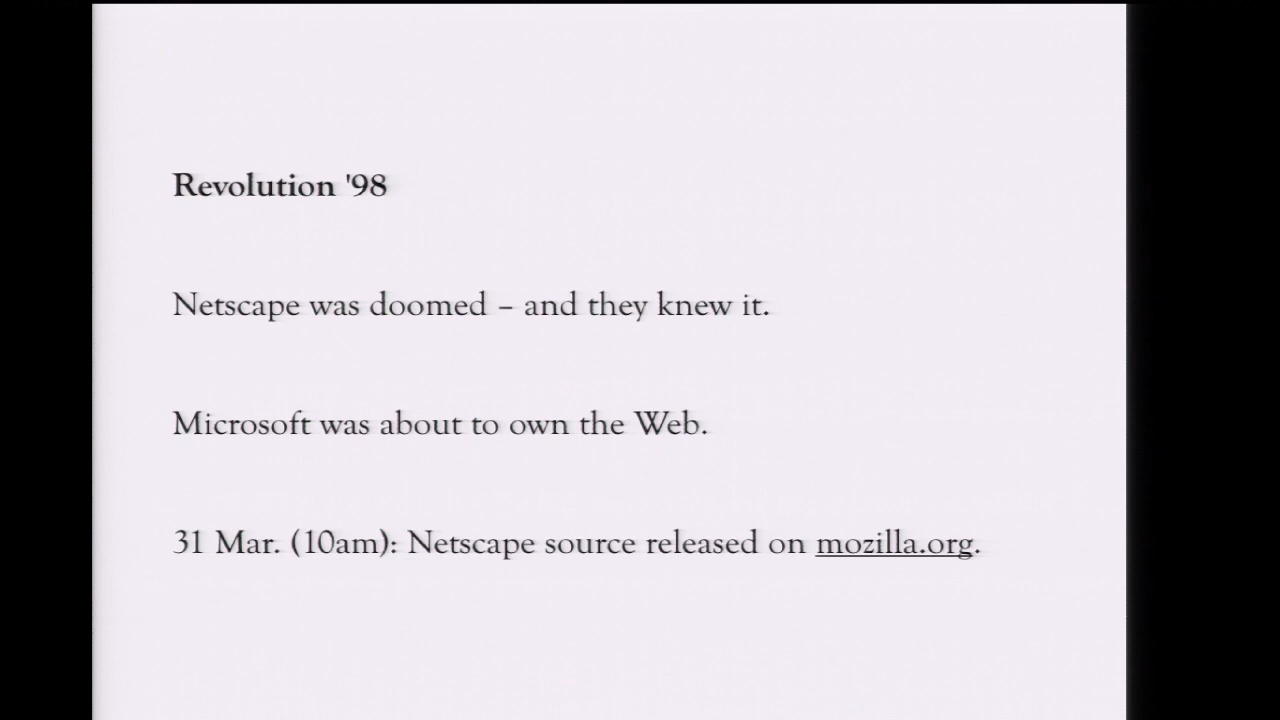 Revolution '98
Netscape was doomed – and they knew it.
Microsoft was about to own the Web.
31 Mar. (10am): Netscape source released on mozilla.org.